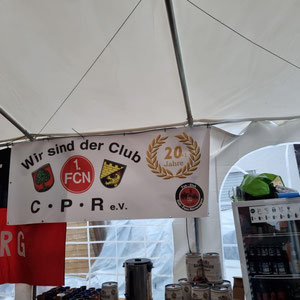 Wir sind der Club
1.
FCN
20
Jahre
C · P · R e.V.
RG